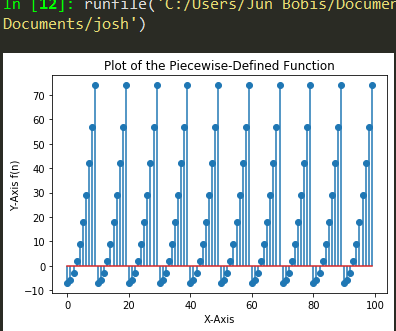 In [12]: runfile('C:/Users/Jun Bobis/Documen
Documents/josh')
Plot of the Piecewise-Defined Function
70
60
50
40
30
20
10
0
−10
Y-Axis f(n)
0 20 40 60 80 100
X-Axis